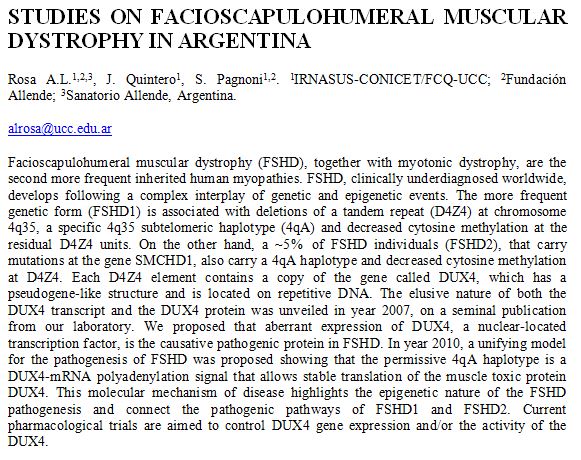 STUDIES ON FACIOSCAPULOHUMERAL MUSCULAR
DYSTROPHY IN ARGENTINA
Rosa A.L.1,2,3, J. Quintero1, S. Pagnoni1,2. 1IRNASUS-CONICET/FCQ-UCC; 2Fundación
Allende; 3Sanatorio Allende, Argentina.
alrosa@ucc.edu.ar
Facioscapulohumeral muscular dystrophy (FSHD), together with myotonic dystrophy, are the
second more frequent inherited human myopathies. FSHD, clinically underdiagnosed worldwide,
develops following a complex interplay of genetic and epigenetic events. The more frequent
genetic form (FSHD1) is associated with deletions of a tandem repeat (D4Z4) at chromosome
4q35, a specific 4q35 subtelomeric haplotype (4qA) and decreased cytosine methylation at the
residual D4Z4 units. On the other hand, a ~5% of FSHD individuals (FSHD2), that carry
mutations at the gene SMCHD1, also carry a 4qA haplotype and decreased cytosine methylation
at D4Z4. Each D4Z4 element contains a copy of the gene called DUX4, which has a
pseudogene-like structure and is located on repetitive DNA. The elusive nature of both the
DUX4 transcript and the DUX4 protein was unveiled in year 2007, on a seminal publication
from our laboratory. We proposed that aberrant expression of DUX4, a nuclear-located
transcription factor, is the causative pathogenic protein in FSHD. In year 2010, a unifying model
for the pathogenesis of FSHD was proposed showing that the permissive 4qA haplotype is a
DUX4-mRNA polyadenylation signal that allows stable translation of the muscle toxic protein
DUX4. This molecular mechanism of disease highlights the epigenetic nature of the FSHD
pathogenesis and connect the pathogenic pathways of FSHD1 and FSHD2. Current
pharmacological trials are aimed to control DUX4 gene expression and/or the activity of the
DUX4.